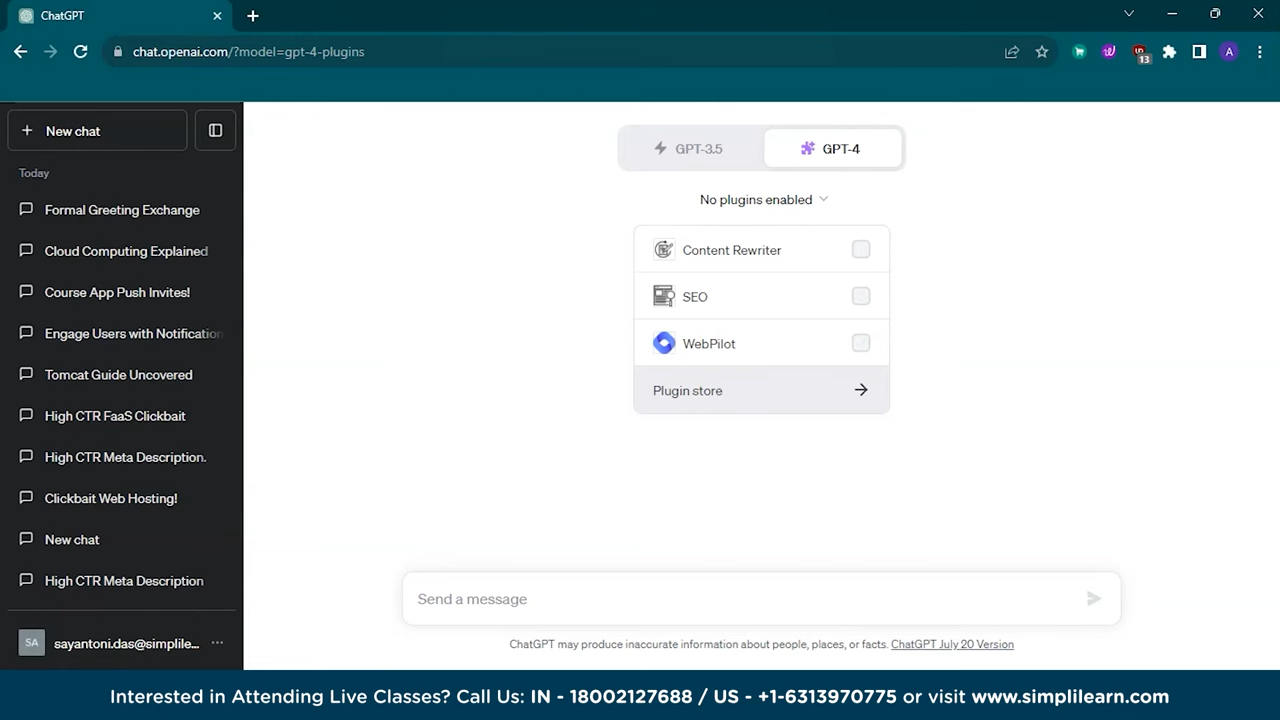 ChatGPT
chat.openai.com/?model=gpt-4-plugins
13
A
New chat
Today
Formal Greeting Exchange
Cloud Computing Explained
Course App Push Invites!
Engage Users with Notification
Tomcat Guide Uncovered
High CTR FaaS Clickbait
High CTR Meta Description.
Clickbait Web Hosting!
New chat
High CTR Meta Description
SA sayantoni.das@simplile...
GPT-3.5 GPT-4
No plugins enabled
Content Rewriter
SEO
WebPilot
Plugin store
Send a message
ChatGPT may produce inaccurate information about people, places, or facts. ChatGPT July 20 Version
Interested in Attending Live Classes? Call Us: IN - 18002127688 / US - +1-6313970775 or visit www.simplilearn.com